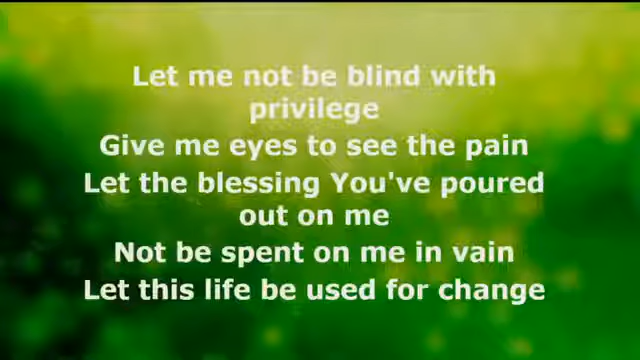 Let me not be blind with
privilege
Give me eyes to see the pain
Let the blessing You've poured
out on me
Not be spent on me in vain
Let this life be used for change